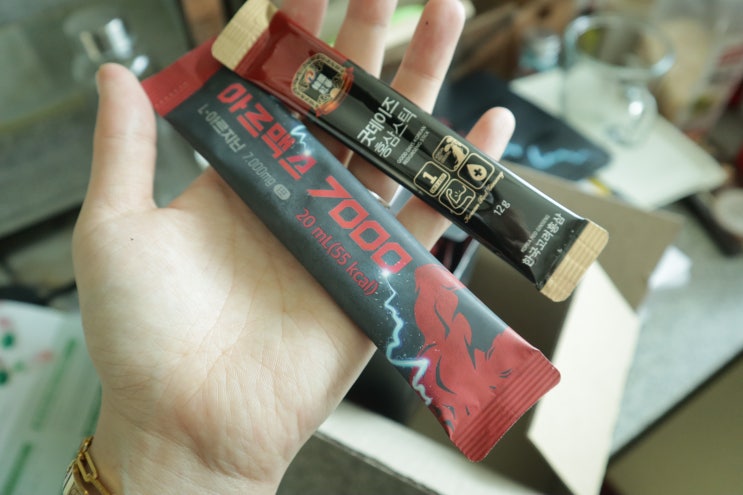 아르맥스 7000
L-아르지닌 7,000mg
20 mL(55 kcal)
굿데이즈
홍삼스틱
1
12g
한국고려홍삼